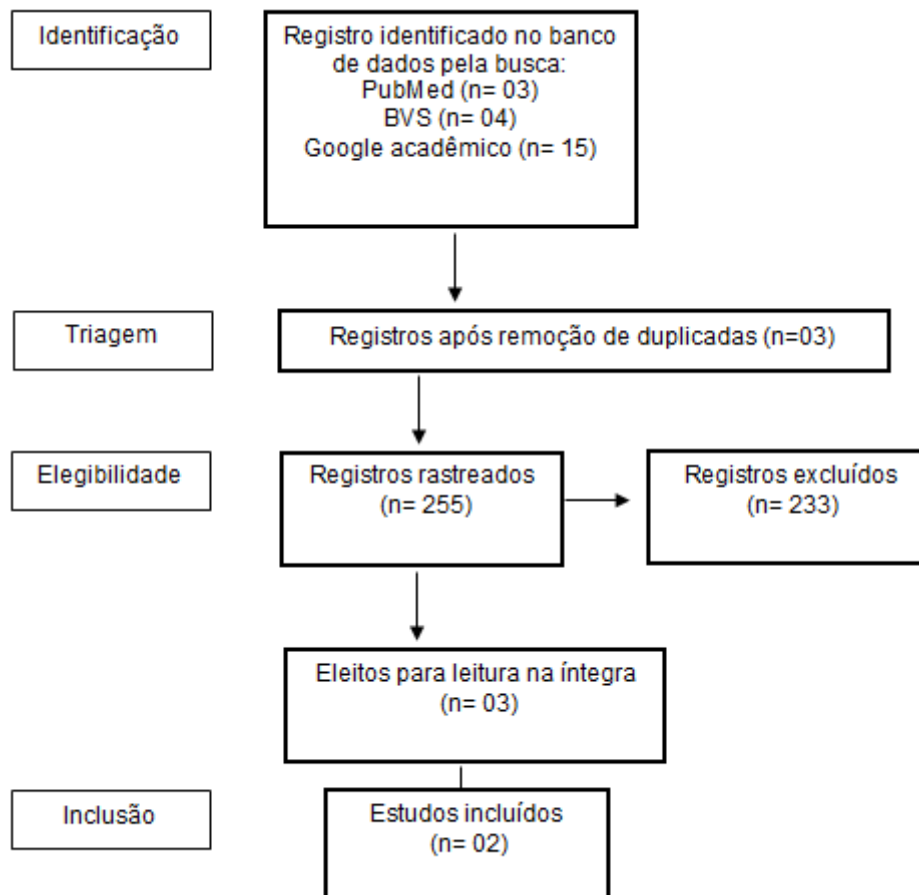 Identificação
Registro identificado no banco
de dados pela busca:
PubMed (n= 03)
BVS (n= 04)
Google acadêmico (n= 15)
Triagem
Registros após remoção de duplicadas (n=03)
Elegibilidade
Registros rastreados
(n= 255)
Registros excluídos
(n= 233)
Eleitos para leitura na íntegra
(n= 03)
Inclusão
Estudos incluídos
(n= 02)